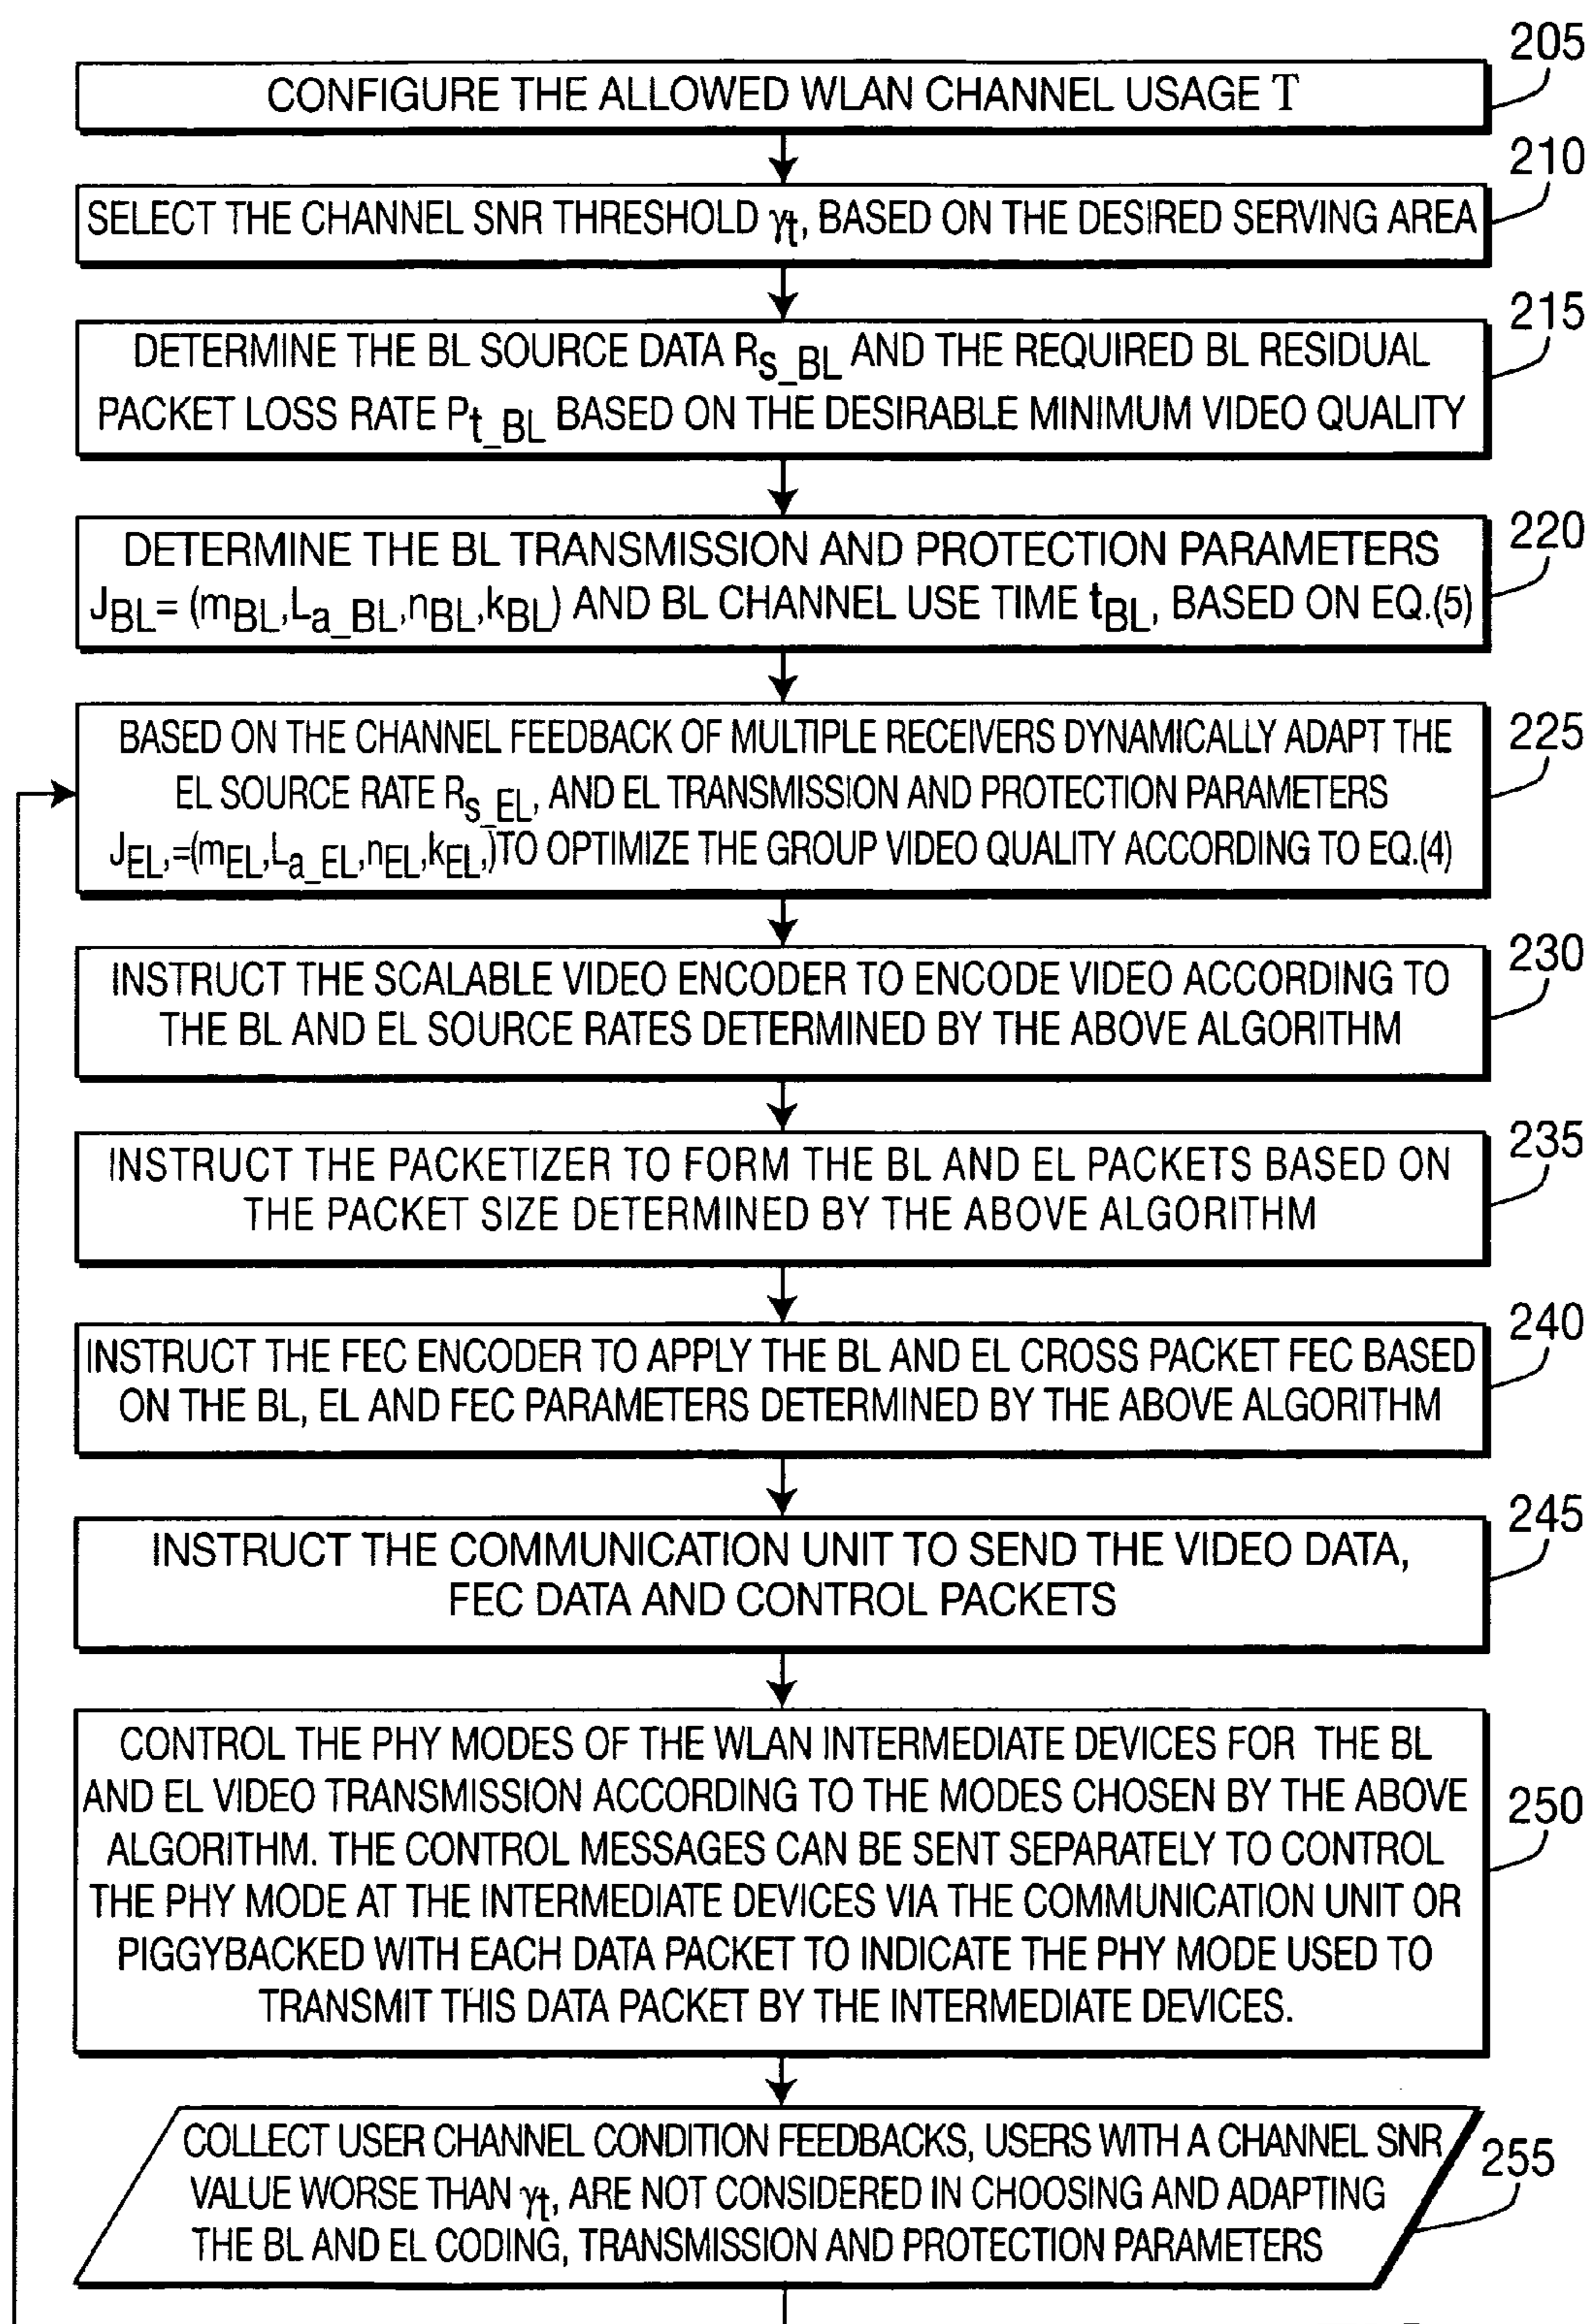 205
CONFIGURE THE ALLOWED WLAN CHANNEL USAGE T
210
SELECT THE CHANNEL SNR THRESHOLD γt, BASED ON THE DESIRED SERVING AREA
215
DETERMINE THE BL SOURCE DATA Rs_BL AND THE REQUIRED BL RESIDUAL
PACKET LOSS RATE Pt_BL BASED ON THE DESIRABLE MINIMUM VIDEO QUALITY
220
DETERMINE THE BL TRANSMISSION AND PROTECTION PARAMETERS
JBL= (mBL,La_BL,nBL,kBL) AND BL CHANNEL USE TIME tBL, BASED ON EQ.(5)
225
BASED ON THE CHANNEL FEEDBACK OF MULTIPLE RECEIVERS DYNAMICALLY ADAPT THE
EL SOURCE RATE Rs_EL, AND EL TRANSMISSION AND PROTECTION PARAMETERS
JEL,=(mEL,La_EL,nEL,kEL,)TO OPTIMIZE THE GROUP VIDEO QUALITY ACCORDING TO EQ.(4)
230
INSTRUCT THE SCALABLE VIDEO ENCODER TO ENCODE VIDEO ACCORDING TO
THE BL AND EL SOURCE RATES DETERMINED BY THE ABOVE ALGORITHM
235
INSTRUCT THE PACKETIZER TO FORM THE BL AND EL PACKETS BASED ON
THE PACKET SIZE DETERMINED BY THE ABOVE ALGORITHM
240
INSTRUCT THE FEC ENCODER TO APPLY THE BL AND EL CROSS PACKET FEC BASED
ON THE BL, EL AND FEC PARAMETERS DETERMINED BY THE ABOVE ALGORITHM
245
INSTRUCT THE COMMUNICATION UNIT TO SEND THE VIDEO DATA,
FEC DATA AND CONTROL PACKETS
250
CONTROL THE PHY MODES OF THE WLAN INTERMEDIATE DEVICES FOR THE BL
AND EL VIDEO TRANSMISSION ACCORDING TO THE MODES CHOSEN BY THE ABOVE
ALGORITHM. THE CONTROL MESSAGES CAN BE SENT SEPARATELY TO CONTROL
THE PHY MODE AT THE INTERMEDIATE DEVICES VIA THE COMMUNICATION UNIT OR
PIGGYBACKED WITH EACH DATA PACKET TO INDICATE THE PHY MODE USED TO
TRANSMIT THIS DATA PACKET BY THE INTERMEDIATE DEVICES.
255
COLLECT USER CHANNEL CONDITION FEEDBACKS, USERS WITH A CHANNEL SNR
VALUE WORSE THAN γt, ARE NOT CONSIDERED IN CHOOSING AND ADAPTING
THE BL AND EL CODING, TRANSMISSION AND PROTECTION PARAMETERS